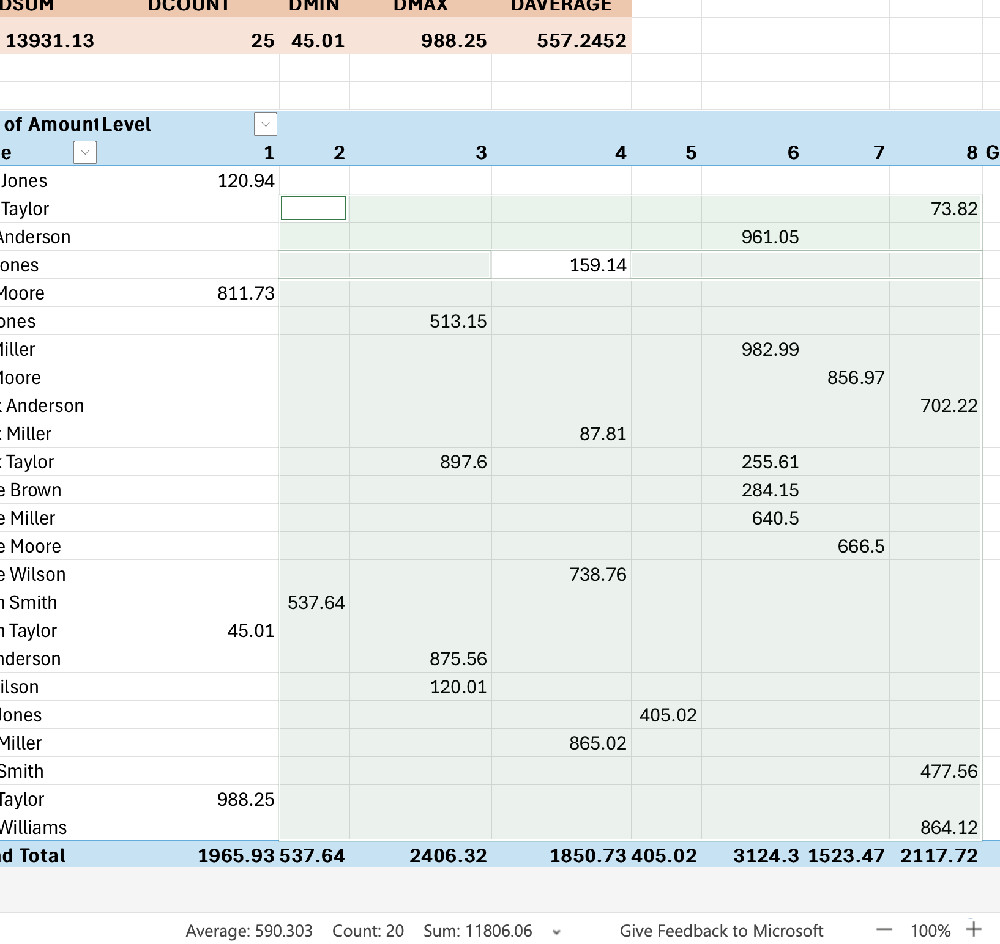 DSUM DCOUNT DMIN DMAX DAVERAGE
13931.13 25 45.01 988.25 557.2452
of Amount Level
e 1 2 3 4 5 6 7 8 G
Jones 120.94
Taylor 73.82
Anderson 961.05
ones 159.14
Moore 811.73
ones 513.15
Miller 982.99
Moore 856.97
k Anderson 702.22
k Miller 87.81
k Taylor 897.6 255.61
e Brown 284.15
e Miller 640.5
e Moore 666.5
e Wilson 738.76
n Smith 537.64
n Taylor 45.01
nderson 875.56
ilson 120.01
Jones 405.02
Miller 865.02
Smith 477.56
Taylor 988.25
Williams 864.12
nd Total 1965.93 537.64 2406.32 1850.73 405.02 3124.3 1523.47 2117.72
Average: 590.303 Count: 20 Sum: 11806.06 Give Feedback to Microsoft 100%